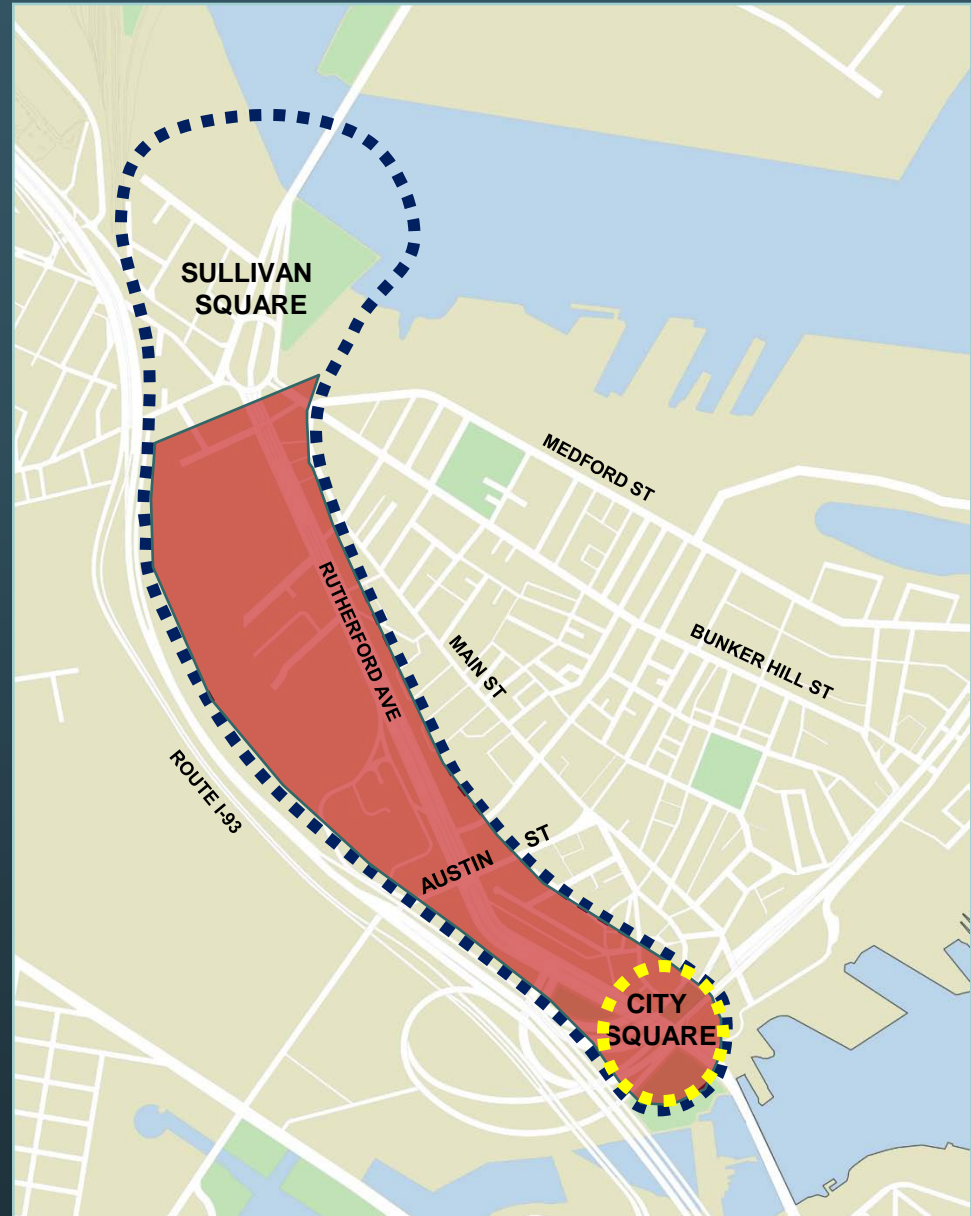 SULLIVAN
SQUARE
MEDFORD ST
RUTHERFORD AVE
MAIN ST
BUNKER HILL ST
ROUTE I-93
AUSTIN ST
CITY
SQUARE